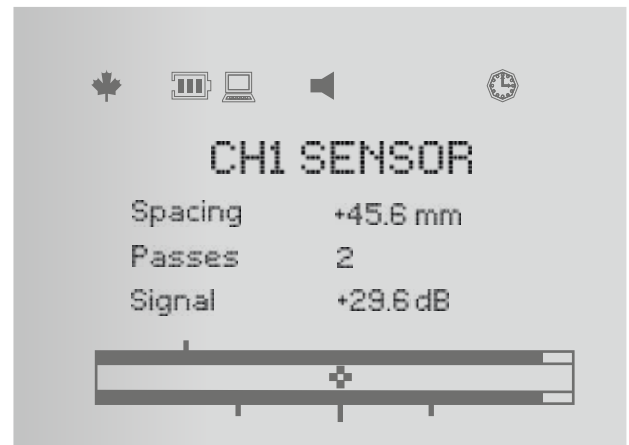 CH1 SENSOR
Spacing +45.6 mm
Passes 2
Signal +29.6 dB